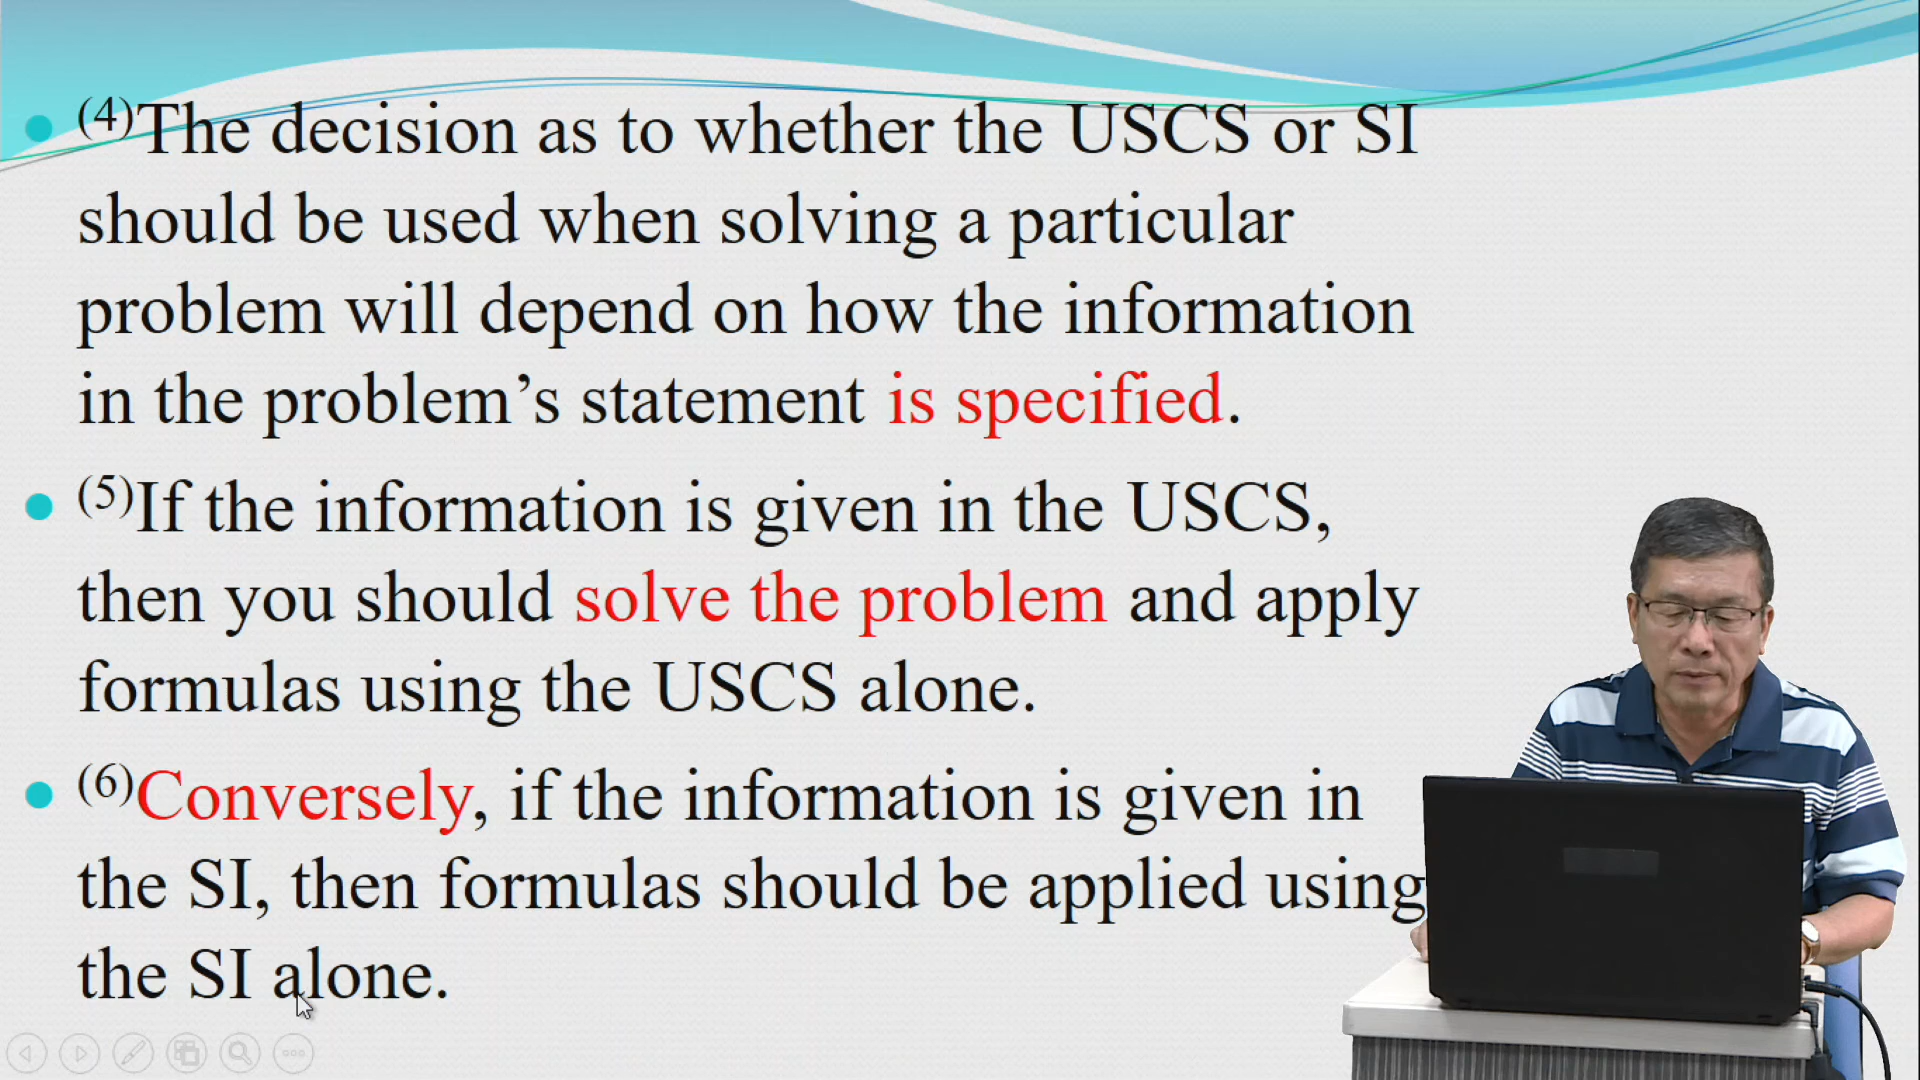 (4)The decision as to whether the USCS or SI
should be used when solving a particular
problem will depend on how the information
in the problem’s statement is specified.
(5)If the information is given in the USCS,
then you should solve the problem and apply
formulas using the USCS alone.
(6)Conversely, if the information is given in
the SI, then formulas should be applied using
the SI alone.